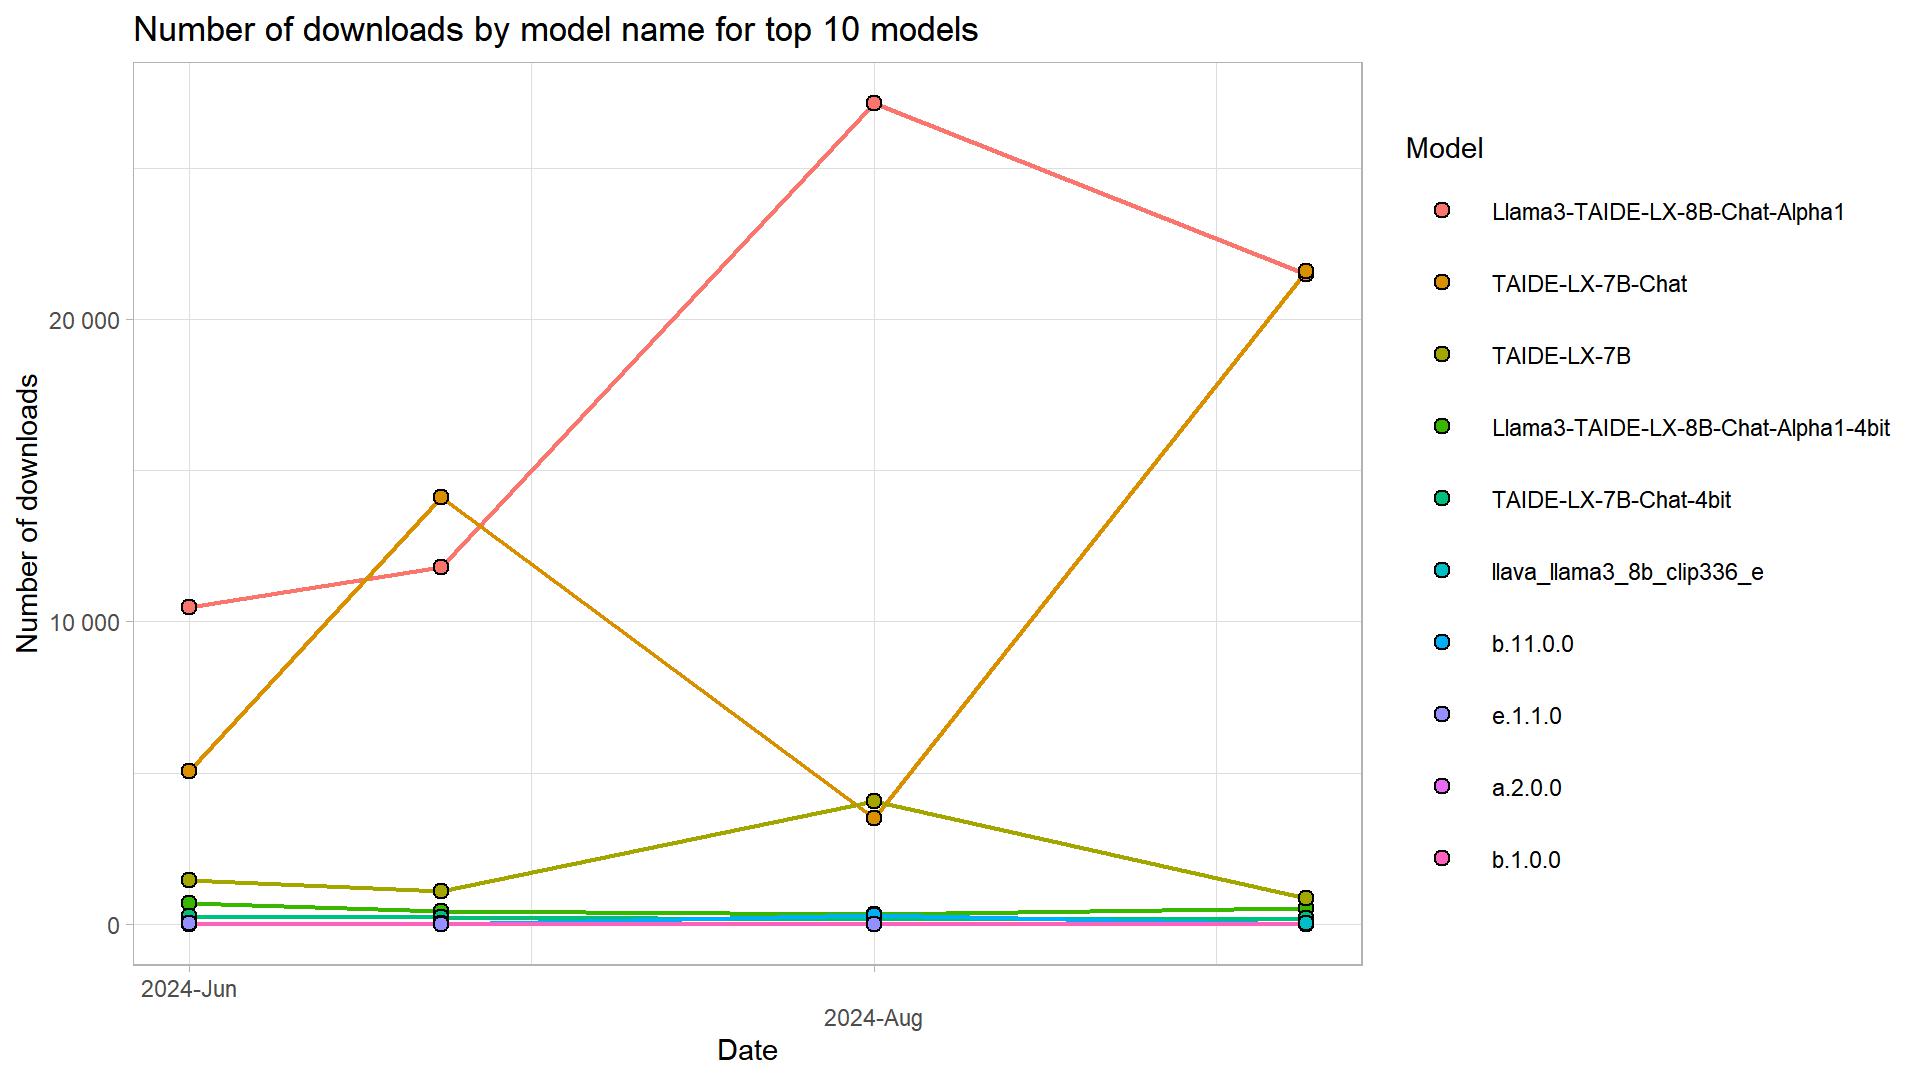 Number of downloads by model name for top 10 models
Number of downloads
20 000
10 000
0
2024-Jun
2024-Aug
Date
Model
Llama3-TAIDE-LX-8B-Chat-Alpha1
TAIDE-LX-7B-Chat
TAIDE-LX-7B
Llama3-TAIDE-LX-8B-Chat-Alpha1-4bit
TAIDE-LX-7B-Chat-4bit
llava_llama3_8b_clip336_e
b.11.0.0
e.1.1.0
a.2.0.0
b.1.0.0